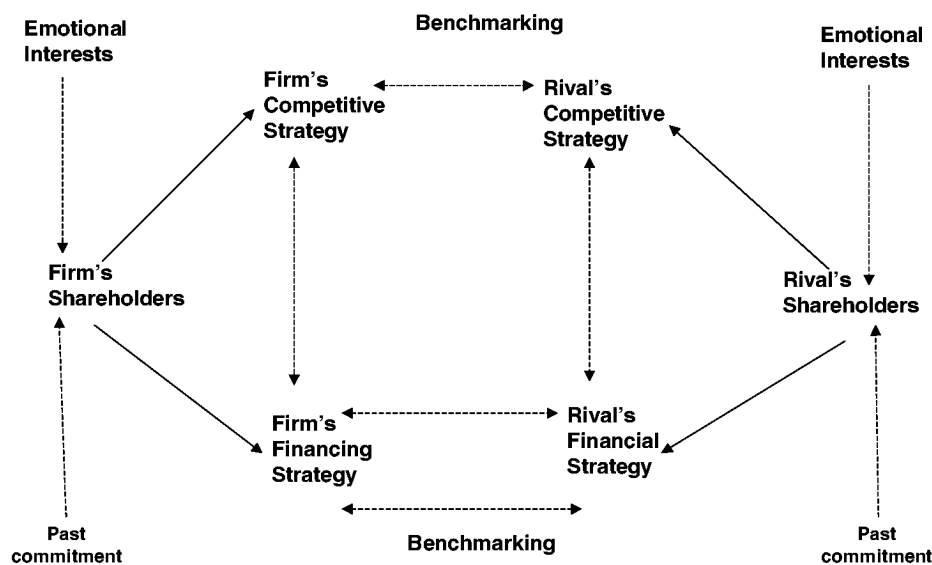 Benchmarking
Emotional
Interests
Emotional
Interests
Firm's
Competitive
Strategy
Rival's
Competitive
Strategy
Firm's
Shareholders
Rival's
Shareholders
Firm's
Financing
Strategy
Rival's
Financial
Strategy
Past
commitment
Benchmarking
Past
commitment